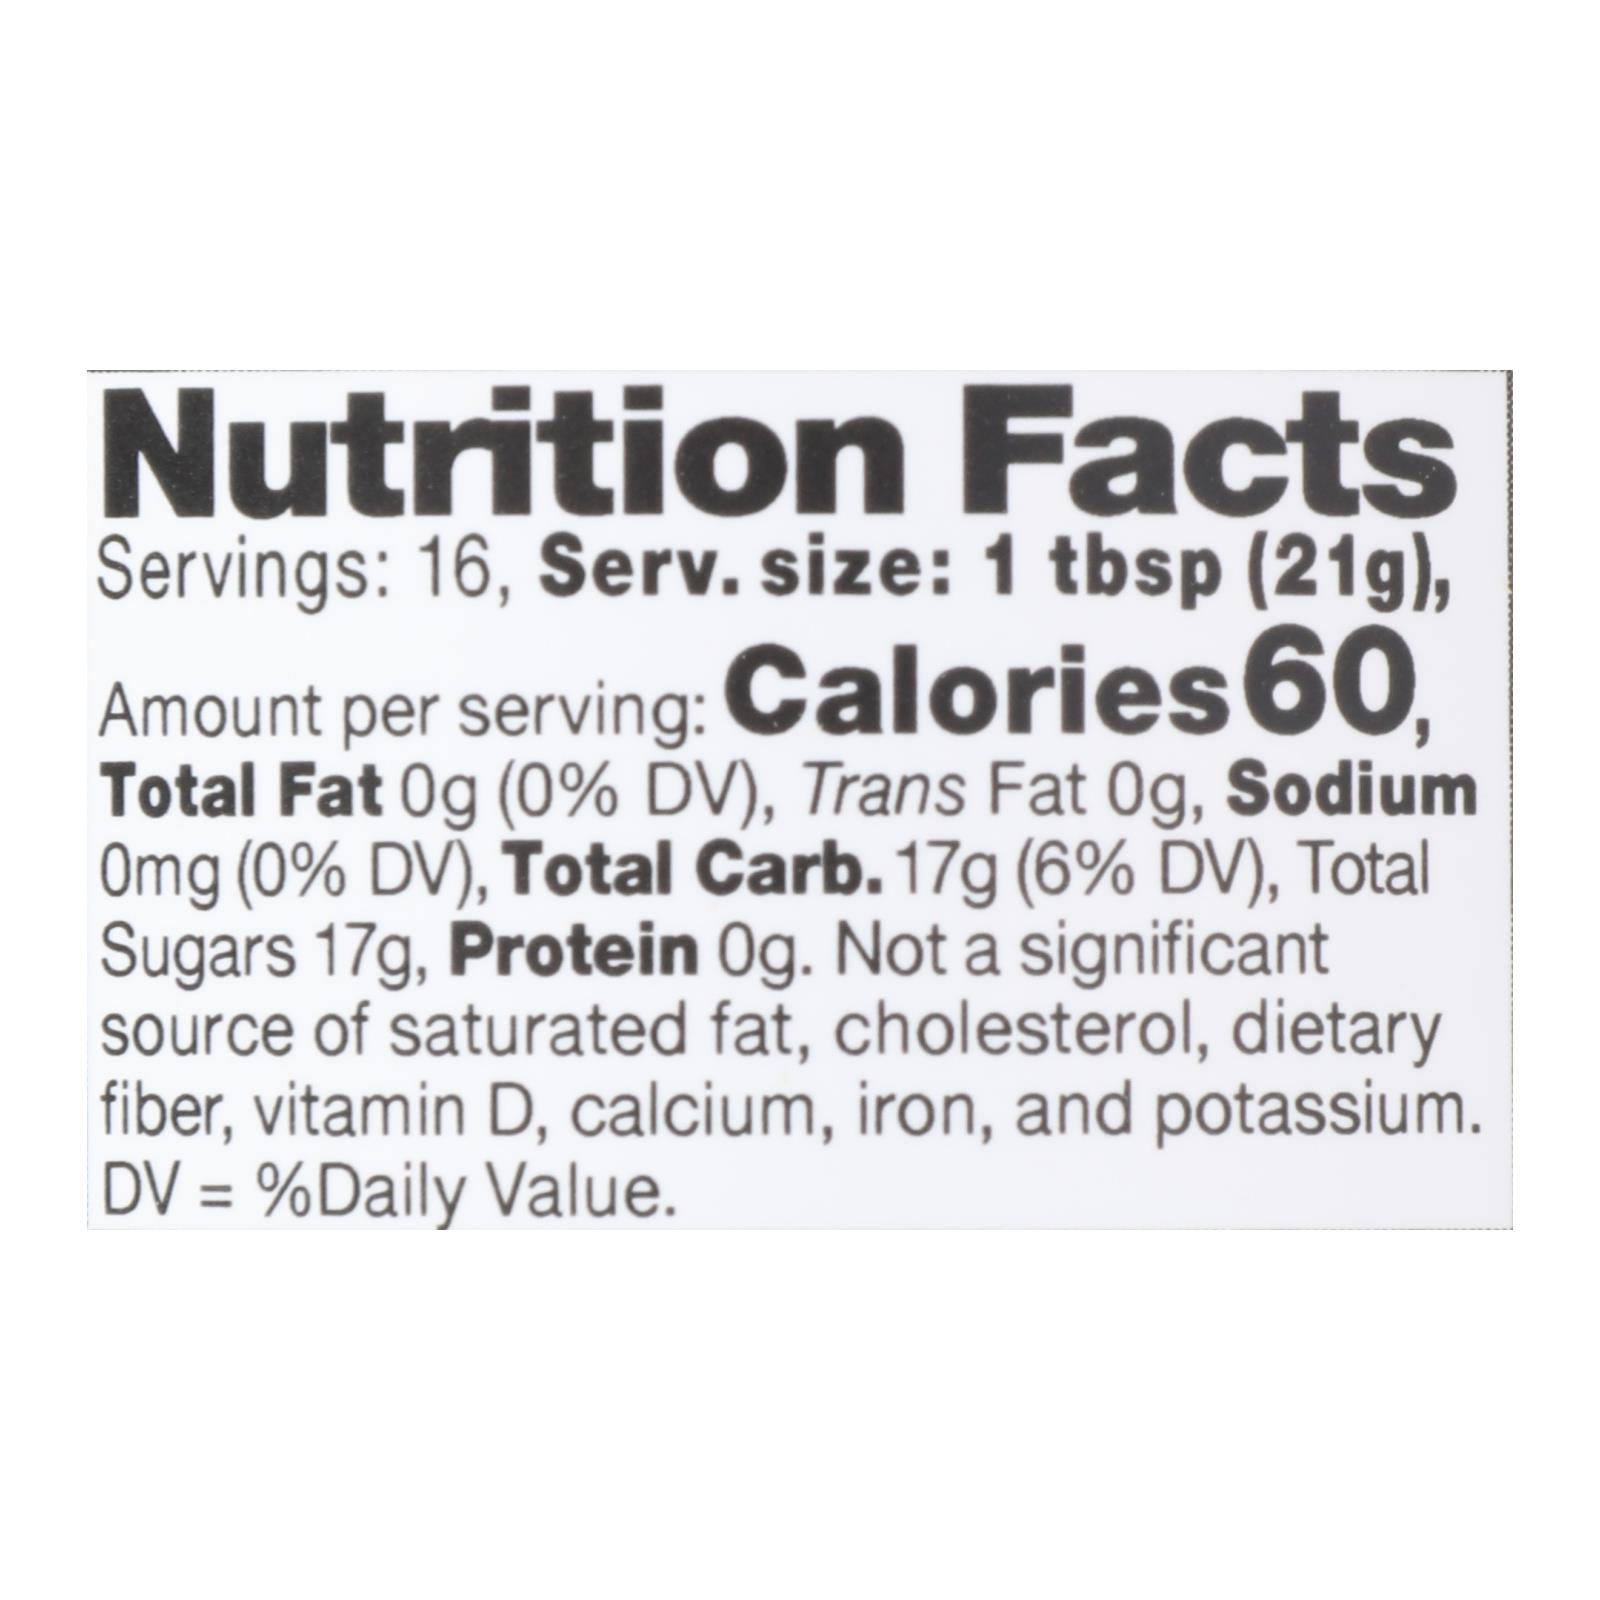 Nutrition Facts
Servings: 16, Serv. size: 1 tbsp (21g),
Amount per serving: Calories 60,
Total Fat 0g (0% DV), Trans Fat 0g, Sodium
0mg (0% DV), Total Carb. 17g (6% DV), Total
Sugars 17g, Protein 0g. Not a significant
source of saturated fat, cholesterol, dietary
fiber, vitamin D, calcium, iron, and potassium.
DV = %Daily Value.